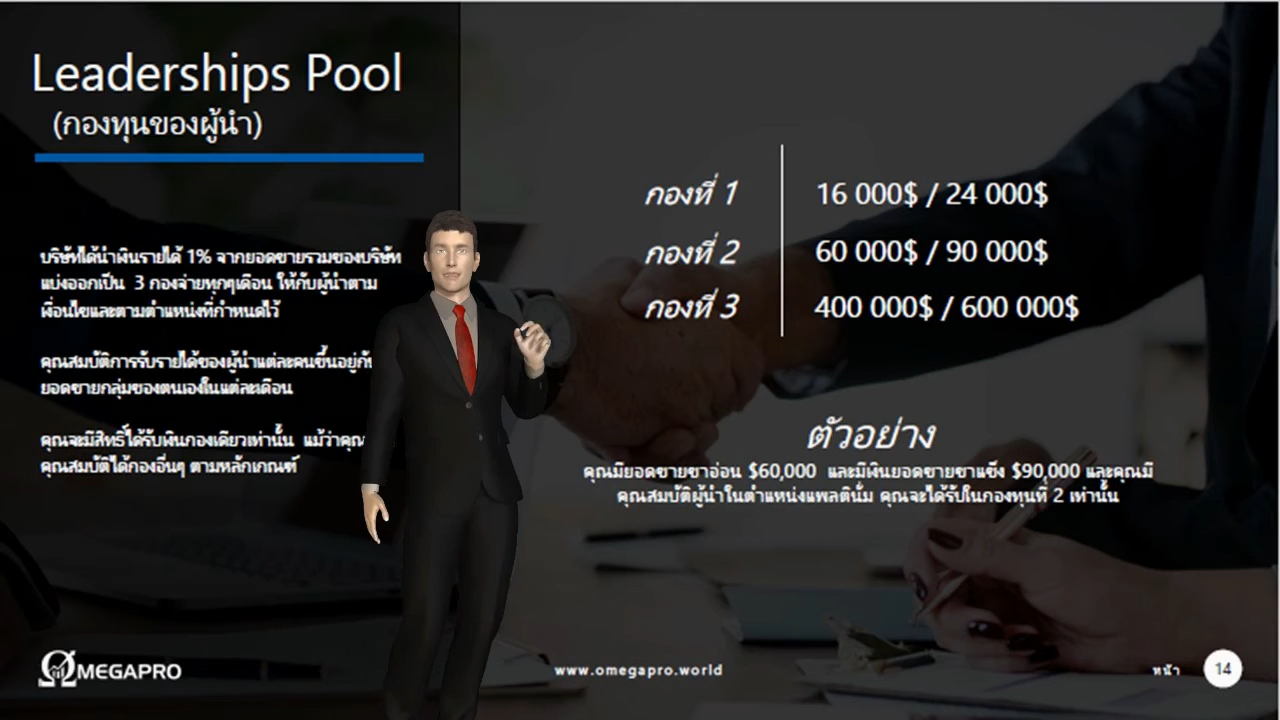 Leaderships Pool
(กองทุนของผู้นำ)
บริษัทได้นำเงินรายได้ 1% จากยอดขายรวมของบริษัท
แบ่งออกเป็น 3 กองจ่ายทุกๆเดือน ให้กับผู้นำตาม
เงื่อนไขและตามตำแหน่งที่กำหนดไว้
คุณสมบัติการรับรายได้ของผู้นำแต่ละคนขึ้นอยู่กับ
ยอดขายกลุ่มของตนเองในแต่ละเดือน
คุณจะมีสิทธิ์ได้รับเงินกองเดียวเท่านั้น แม้ว่าคุณ
คุณสมบัติได้กองอื่นๆ ตามหลักเกณฑ์
กองที่ 1 16 000$ / 24 000$
กองที่ 2 60 000$ / 90 000$
กองที่ 3 400 000$ / 600 000$
ตัวอย่าง
คุณมียอดขายขาอ่อน $60,000 และมีเงินยอดขายขาแข็ง $90,000 และคุณมี
คุณสมบัติผู้นำในตำแหน่งแพลตินั่ม คุณจะได้รับในกองทุนที่ 2 เท่านั้น
OMEGAPRO
www.omegapro.world
หน้า 14